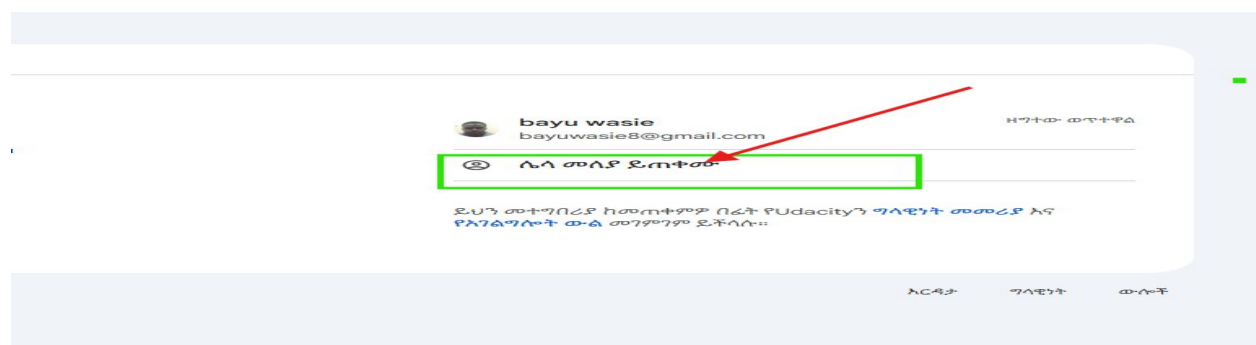 bayu wasie
ዘግተው ወጥተዋል
bayuwasie8@gmail.com
ሌላ መለያ ይጠቀሙ
ይህን መተግበሪያ ከመጠቀምዎ በፊት የUdacityን ግላዊነት መመሪያ እና
የአገልግሎት ውል መገምገም ይችላሉ።
እርዳታ ግላዊነት ውሎች